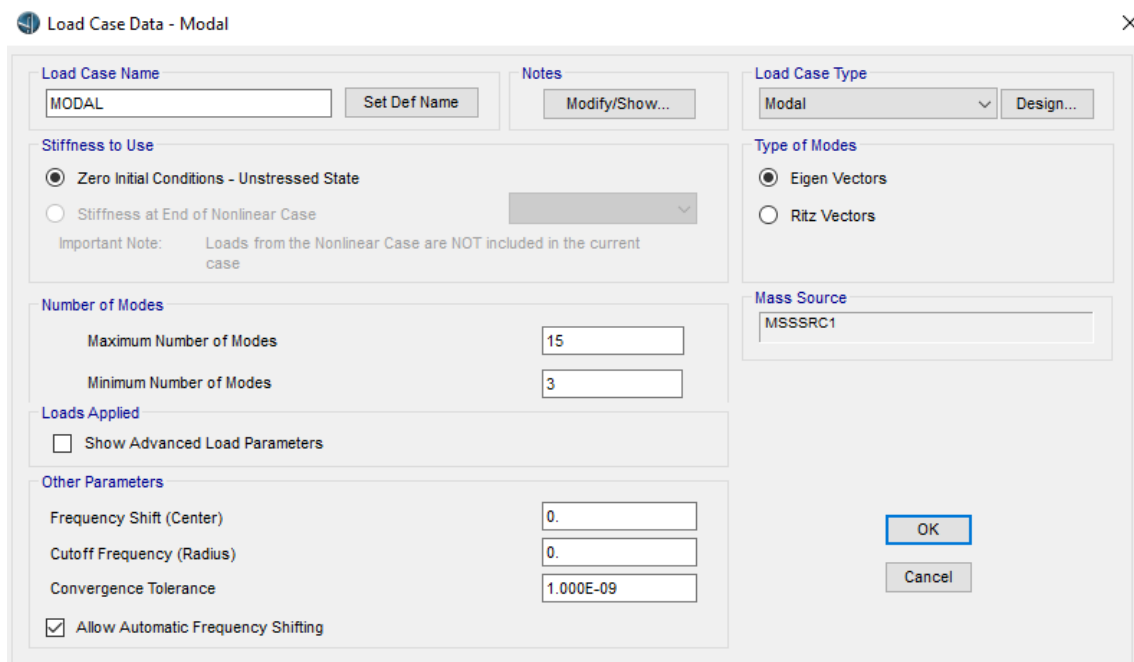 Load Case Data - Modal
Load Case Name
MODAL
Set Def Name
Notes
Modify/Show...
Load Case Type
Modal
Design...
Stiffness to Use
Zero Initial Conditions - Unstressed State
Stiffness at End of Nonlinear Case
Important Note: Loads from the Nonlinear Case are NOT included in the current
case
Type of Modes
Eigen Vectors
Ritz Vectors
Number of Modes
Maximum Number of Modes 15
Minimum Number of Modes 3
Mass Source
MSSSRC1
Loads Applied
Show Advanced Load Parameters
Other Parameters
Frequency Shift (Center) 0.
Cutoff Frequency (Radius) 0.
Convergence Tolerance 1.000E-09
Allow Automatic Frequency Shifting
OK
Cancel